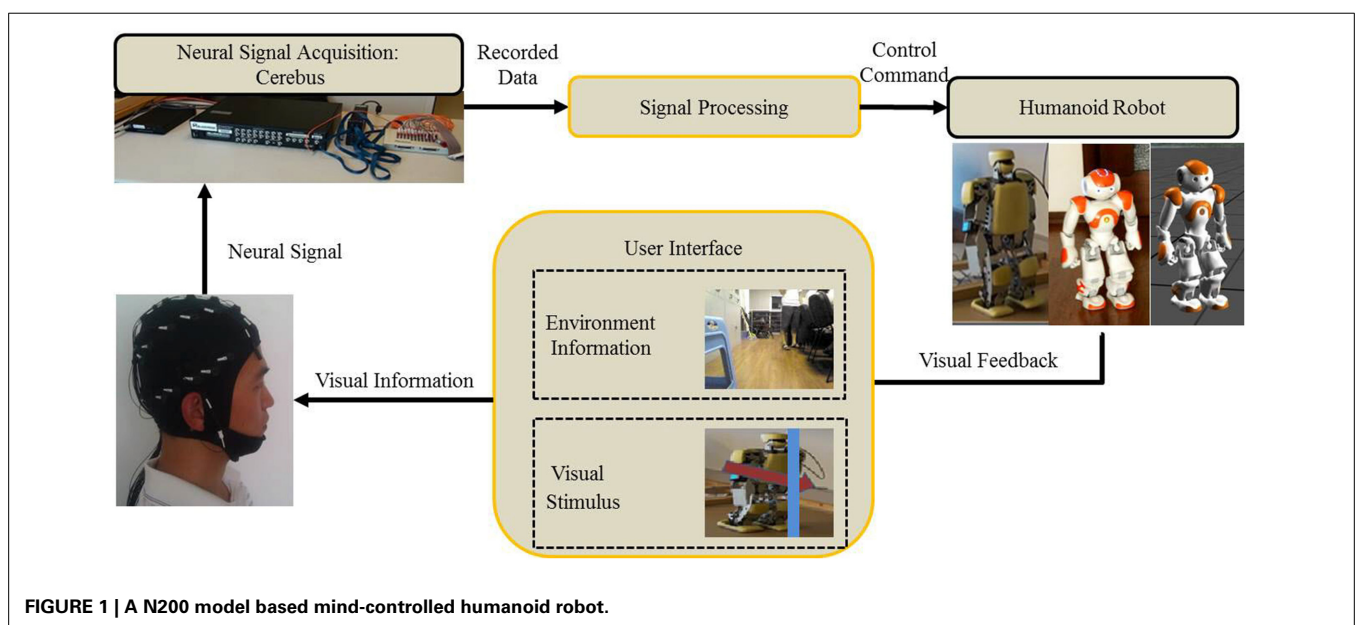 Neural Signal Acquisition:
Cerebus
Recorded
Data
Signal Processing
Control
Command
Humanoid Robot
Neural Signal
User Interface
Environment
Information
Visual Information
Visual Feedback
Visual
Stimulus
FIGURE 1 | A N200 model based mind-controlled humanoid robot.